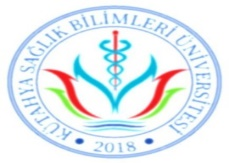 KÜTAHYA SAĞLIK BİLİMLERİ ÜNİVERSİTESİ
2018